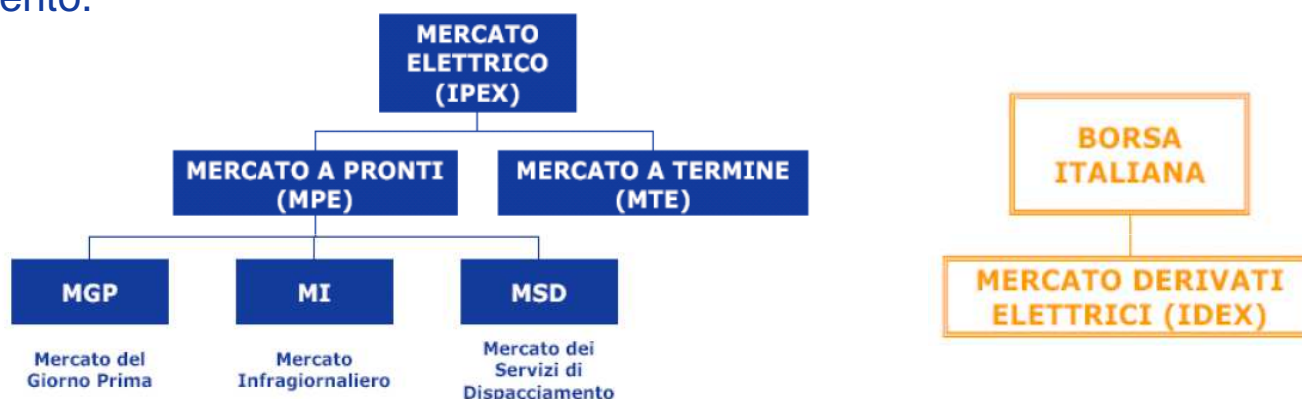 MERCATO
ELETTRICO
(IPEX)
MERCATO A PRONTI
(MPE)
MERCATO A TERMINE
(MTE)
MGP
MI
MSD
Mercato del
Giorno Prima
Mercato
Infragiornaliero
Mercato dei
Servizi di
Dispacciamento
BORSA
ITALIANA
MERCATO DERIVATI
ELETTRICI (IDEX)